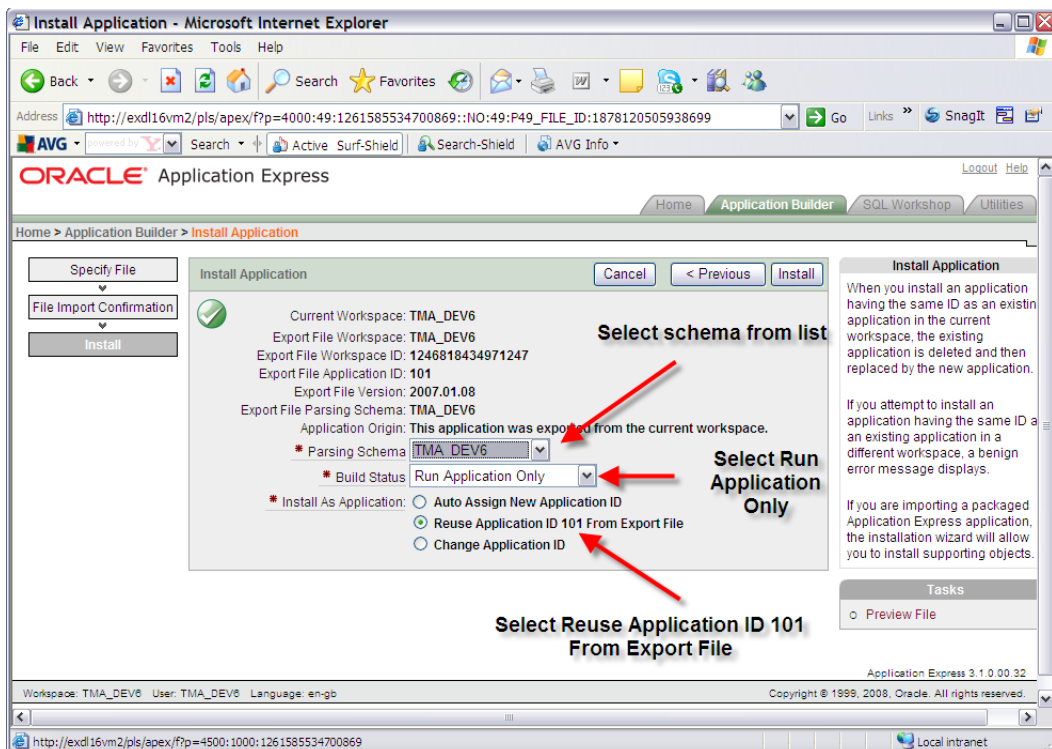 Install Application - Microsoft Internet Explorer
File Edit View Favorites Tools Help
Back Search Favorites
Address http://exdl16vm2/pls/apex/f?p=4000:49:1261585534700869::NO:49:P49_FILE_ID:1878120505938699 Go Links » SnagIt
AVG powered by Y! Search Active Surf-Shield Search-Shield AVG Info
ORACLE Application Express
Logout Help
Home Application Builder SQL Workshop Utilities
Home > Application Builder > Install Application
Specify File
File Import Confirmation
Install
Install Application
Cancel < Previous Install
Current Workspace: TMA_DEV6
Export File Workspace: TMA_DEV6
Export File Workspace ID: 1246818434971247
Export File Application ID: 101
Export File Version: 2007.01.08
Export File Parsing Schema: TMA_DEV6
Application Origin: This application was exported from the current workspace.
* Parsing Schema TMA_DEV6
* Build Status Run Application Only
* Install As Application: Auto Assign New Application ID
Reuse Application ID 101 From Export File
Change Application ID
Select schema from list
Select Run
Application
Only
Select Reuse Application ID 101
From Export File
Install Application
When you install an application
having the same ID as an existin
application in the current
workspace, the existing
application is deleted and then
replaced by the new application.
If you attempt to install an
application having the same ID a
an existing application in a
different workspace, a benign
error message displays.
If you are importing a packaged
Application Express application,
the installation wizard will allow
you to install supporting objects.
Tasks
Preview File
Application Express 3.1.0.00.32
Workspace: TMA_DEV6 User: TMA_DEV6 Language: en-gb
Copyright © 1999, 2008, Oracle. All rights reserved.
http://exdl16vm2/pls/apex/f?p=4500:1000:1261585534700869
Local intranet